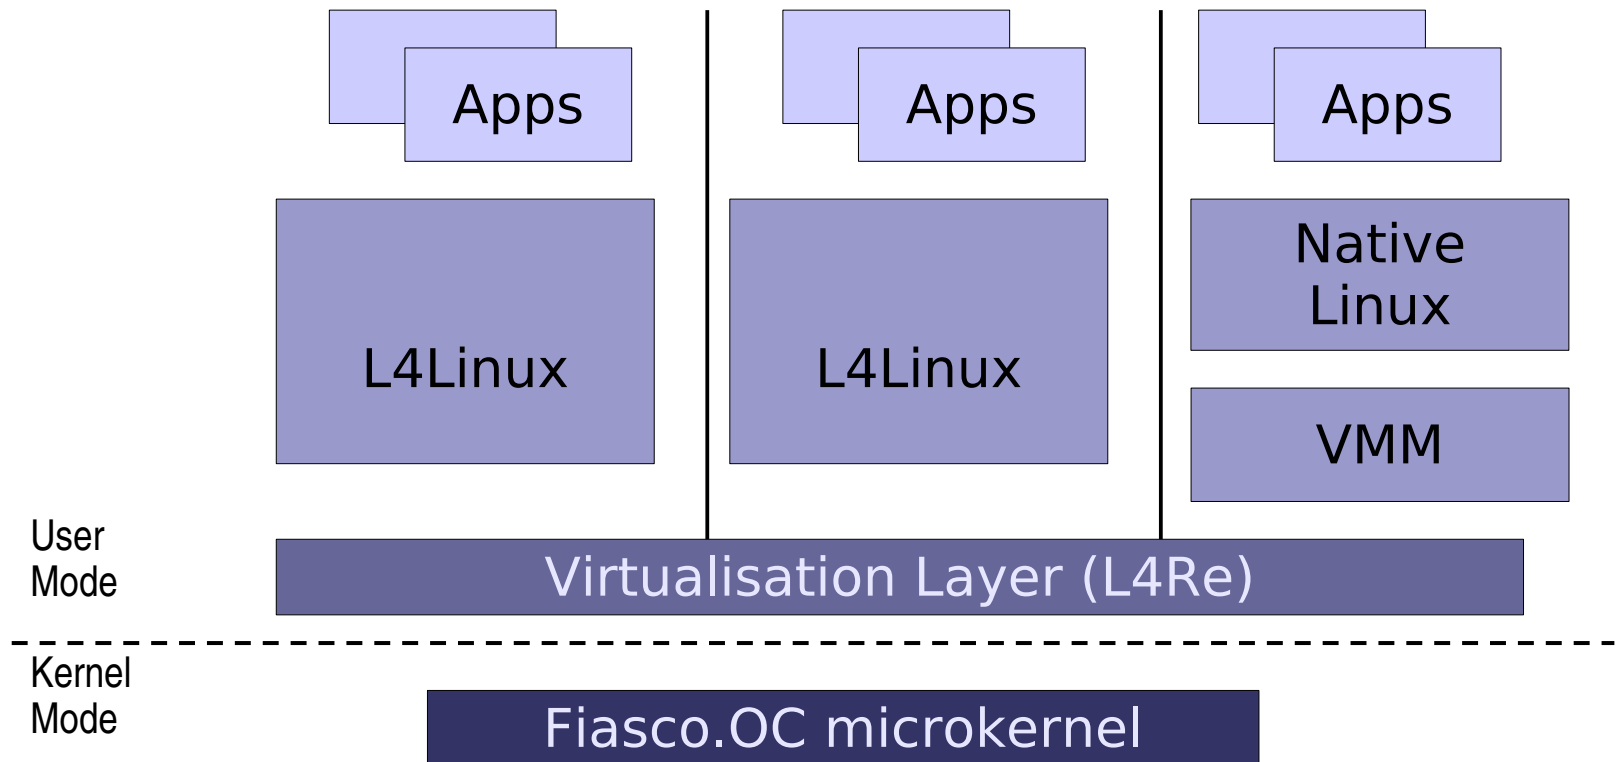 Apps
Apps
Apps
Native
Linux
L4Linux
L4Linux
VMM
User
Mode
Virtualisation Layer (L4Re)
Kernel
Mode
Fiasco.OC microkernel